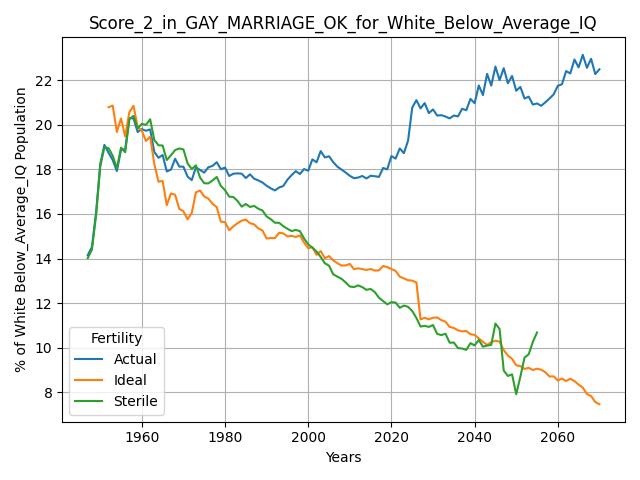 Score_2_in_GAY_MARRIAGE_OK_for_White_Below_Average_IQ
% of White Below_Average_IQ Population
22
20
18
16
14
12
10
8
Fertility
Actual
Ideal
Sterile
1960 1980 2000 2020 2040 2060
Years